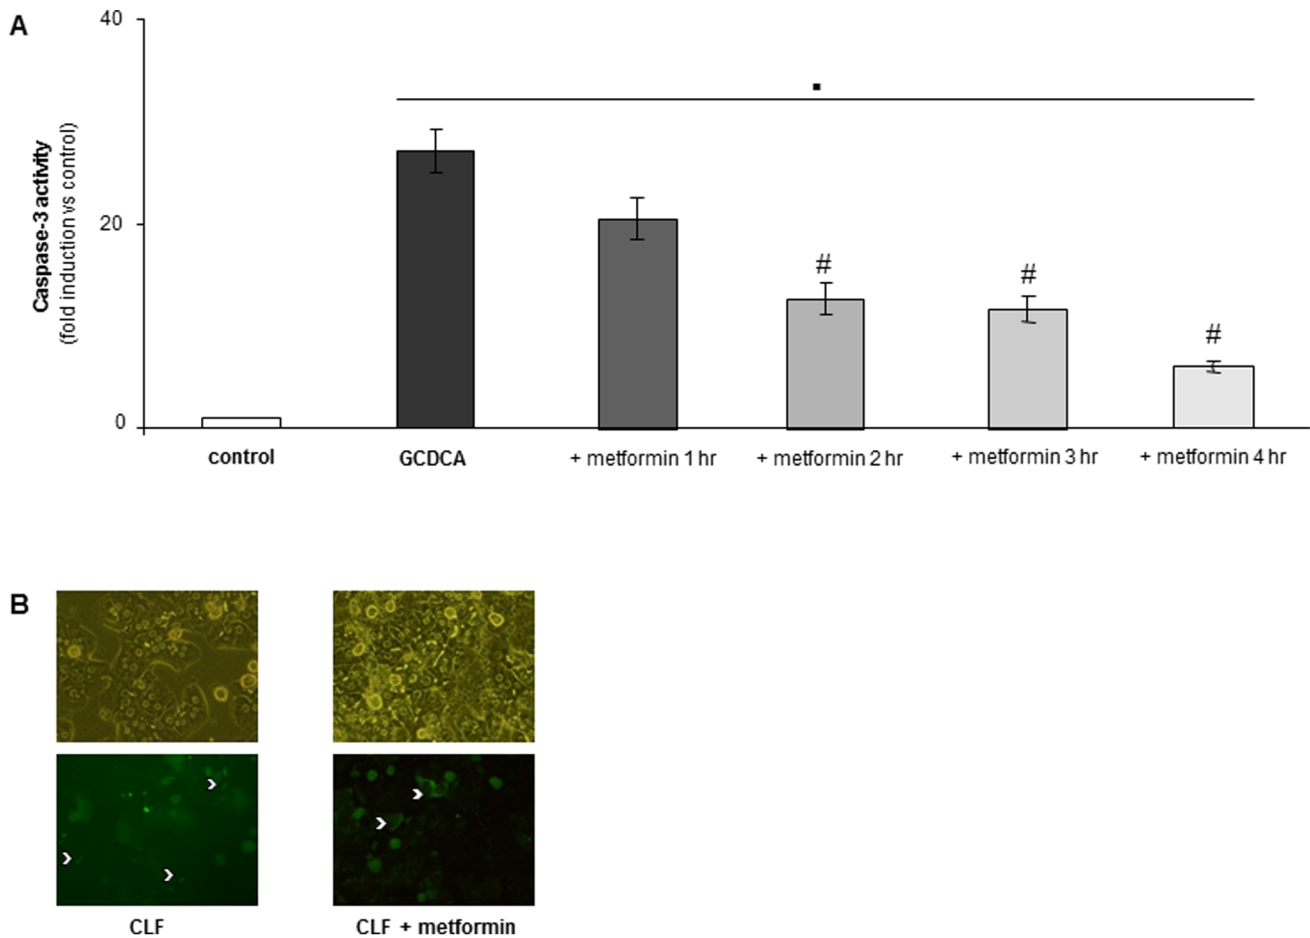 A
40
20
0
Caspase-3 activity
(fold induction vs control)
#
#
#
control
GCDCA
+ metformin 1 hr
+ metformin 2 hr
+ metformin 3 hr
+ metformin 4 hr
B
CLF
CLF + metformin